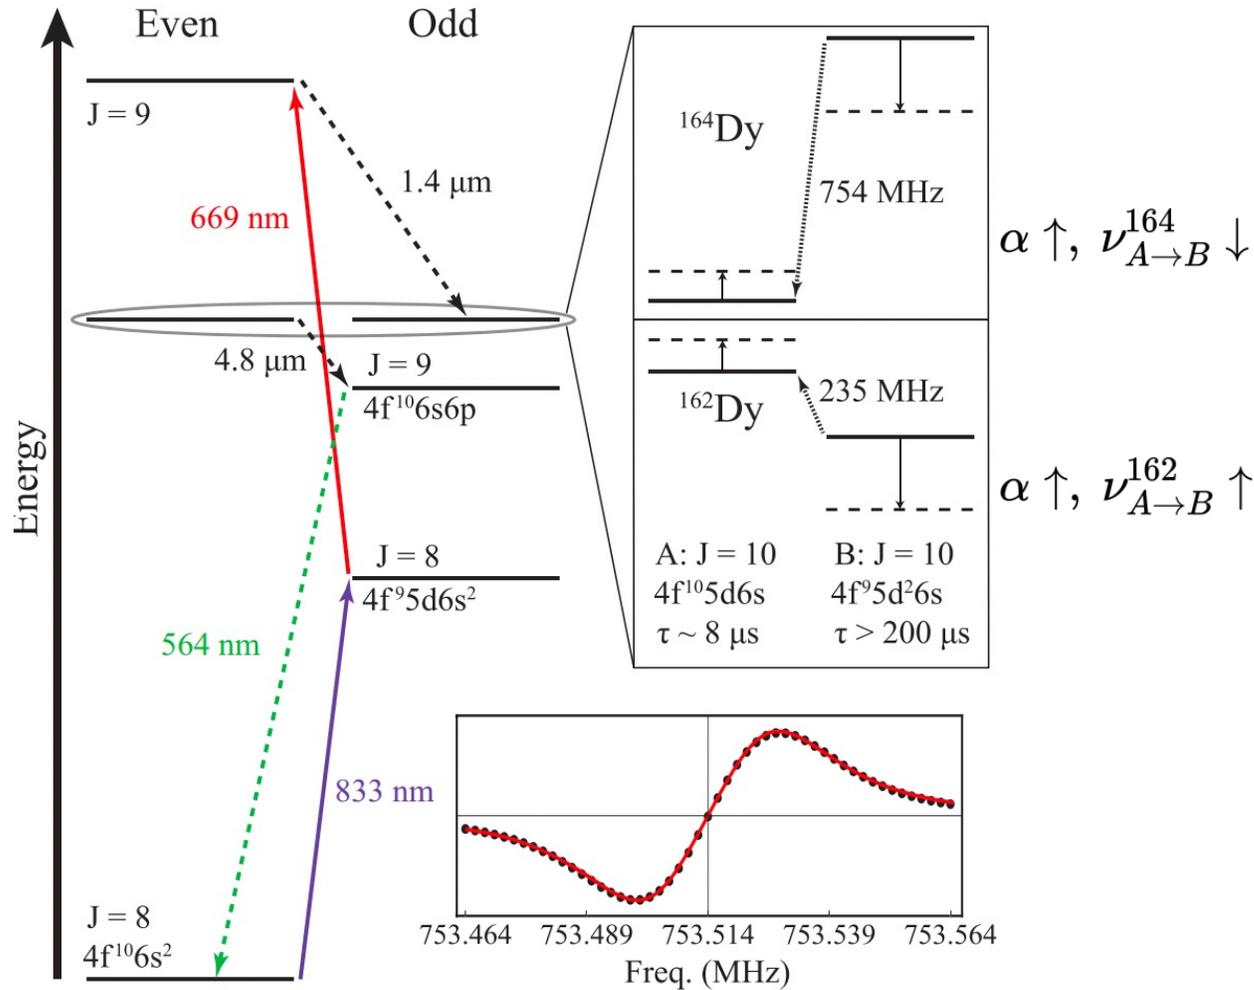 Even
Odd
J = 9
669 nm
1.4 μm
4.8 μm
J = 9
4f¹⁰6s6p
J = 8
4f⁹5d6s²
564 nm
833 nm
J = 8
4f¹⁰6s²
Energy
¹⁶⁴Dy
754 MHz
¹⁶²Dy
235 MHz
A: J = 10
4f¹⁰5d6s
τ ~ 8 μs
B: J = 10
4f⁹5d²6s
τ > 200 μs
α ↑, ν¹⁶⁴A→B ↓
α ↑, ν¹⁶²A→B ↑
753.464 753.489 753.514 753.539 753.564
Freq. (MHz)